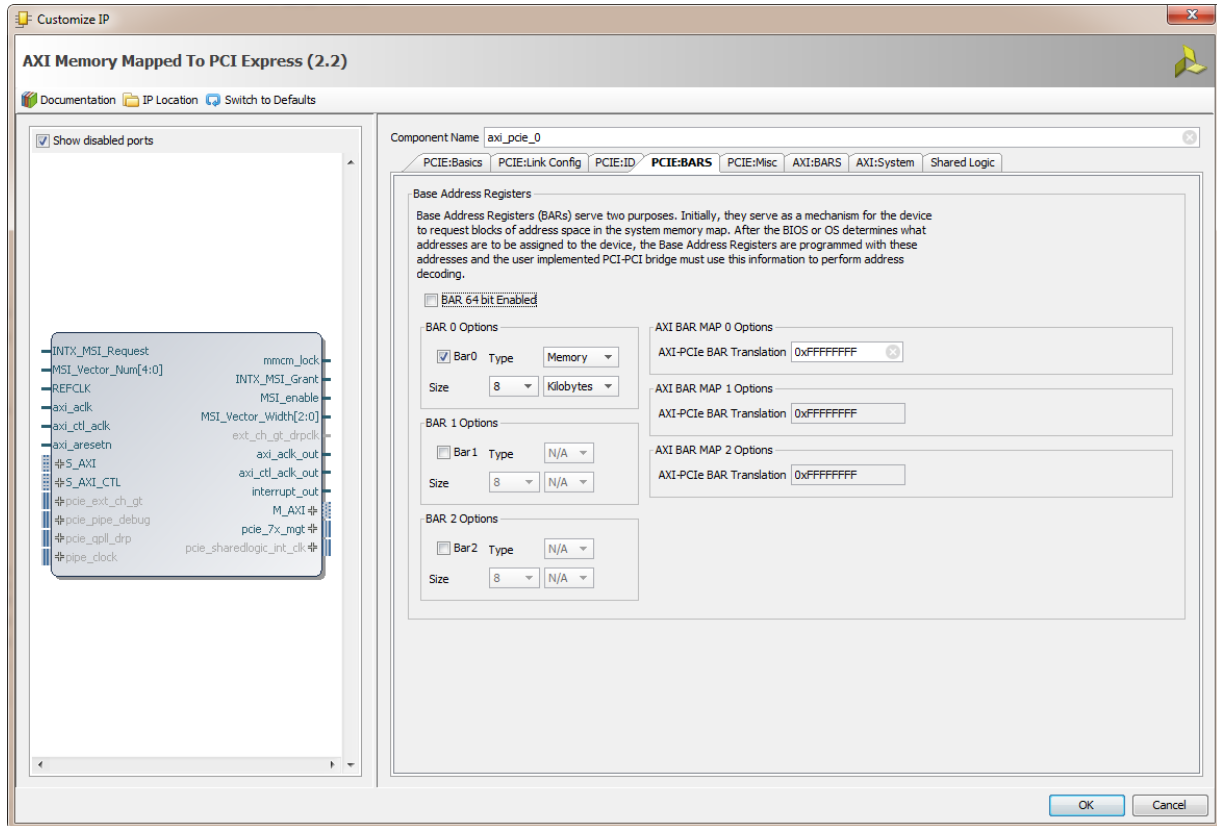 Customize IP
AXI Memory Mapped To PCI Express (2.2)
Documentation IP Location Switch to Defaults
Show disabled ports
INTX_MSI_Request
MSI_Vector_Num[4:0]
REFCLK
axi_aclk
axi_ctl_aclk
axi_aresetn
S_AXI
S_AXI_CTL
pcie_ext_ch_gt
pcie_pipe_debug
pcie_qpll_drp
pipe_clock
mmcm_lock
INTX_MSI_Grant
MSI_enable
MSI_Vector_Width[2:0]
ext_ch_gt_drpclk
axi_aclk_out
axi_ctl_aclk_out
interrupt_out
M_AXI
pcie_7x_mgt
pcie_sharedlogic_int_clk
Component Name axi_pcie_0
PCIE:Basics PCIE:Link Config PCIE:ID PCIE:BARS PCIE:Misc AXI:BARS AXI:System Shared Logic
Base Address Registers
Base Address Registers (BARs) serve two purposes. Initially, they serve as a mechanism for the device
to request blocks of address space in the system memory map. After the BIOS or OS determines what
addresses are to be assigned to the device, the Base Address Registers are programmed with these
addresses and the user implemented PCI-PCI bridge must use this information to perform address
decoding.
BAR 64 bit Enabled
BAR 0 Options
Bar0 Type Memory
Size 8 Kilobytes
BAR 1 Options
Bar1 Type N/A
Size 8 N/A
BAR 2 Options
Bar2 Type N/A
Size 8 N/A
AXI BAR MAP 0 Options
AXI-PCIe BAR Translation 0xFFFFFFFF
AXI BAR MAP 1 Options
AXI-PCIe BAR Translation 0xFFFFFFFF
AXI BAR MAP 2 Options
AXI-PCIe BAR Translation 0xFFFFFFFF
OK Cancel